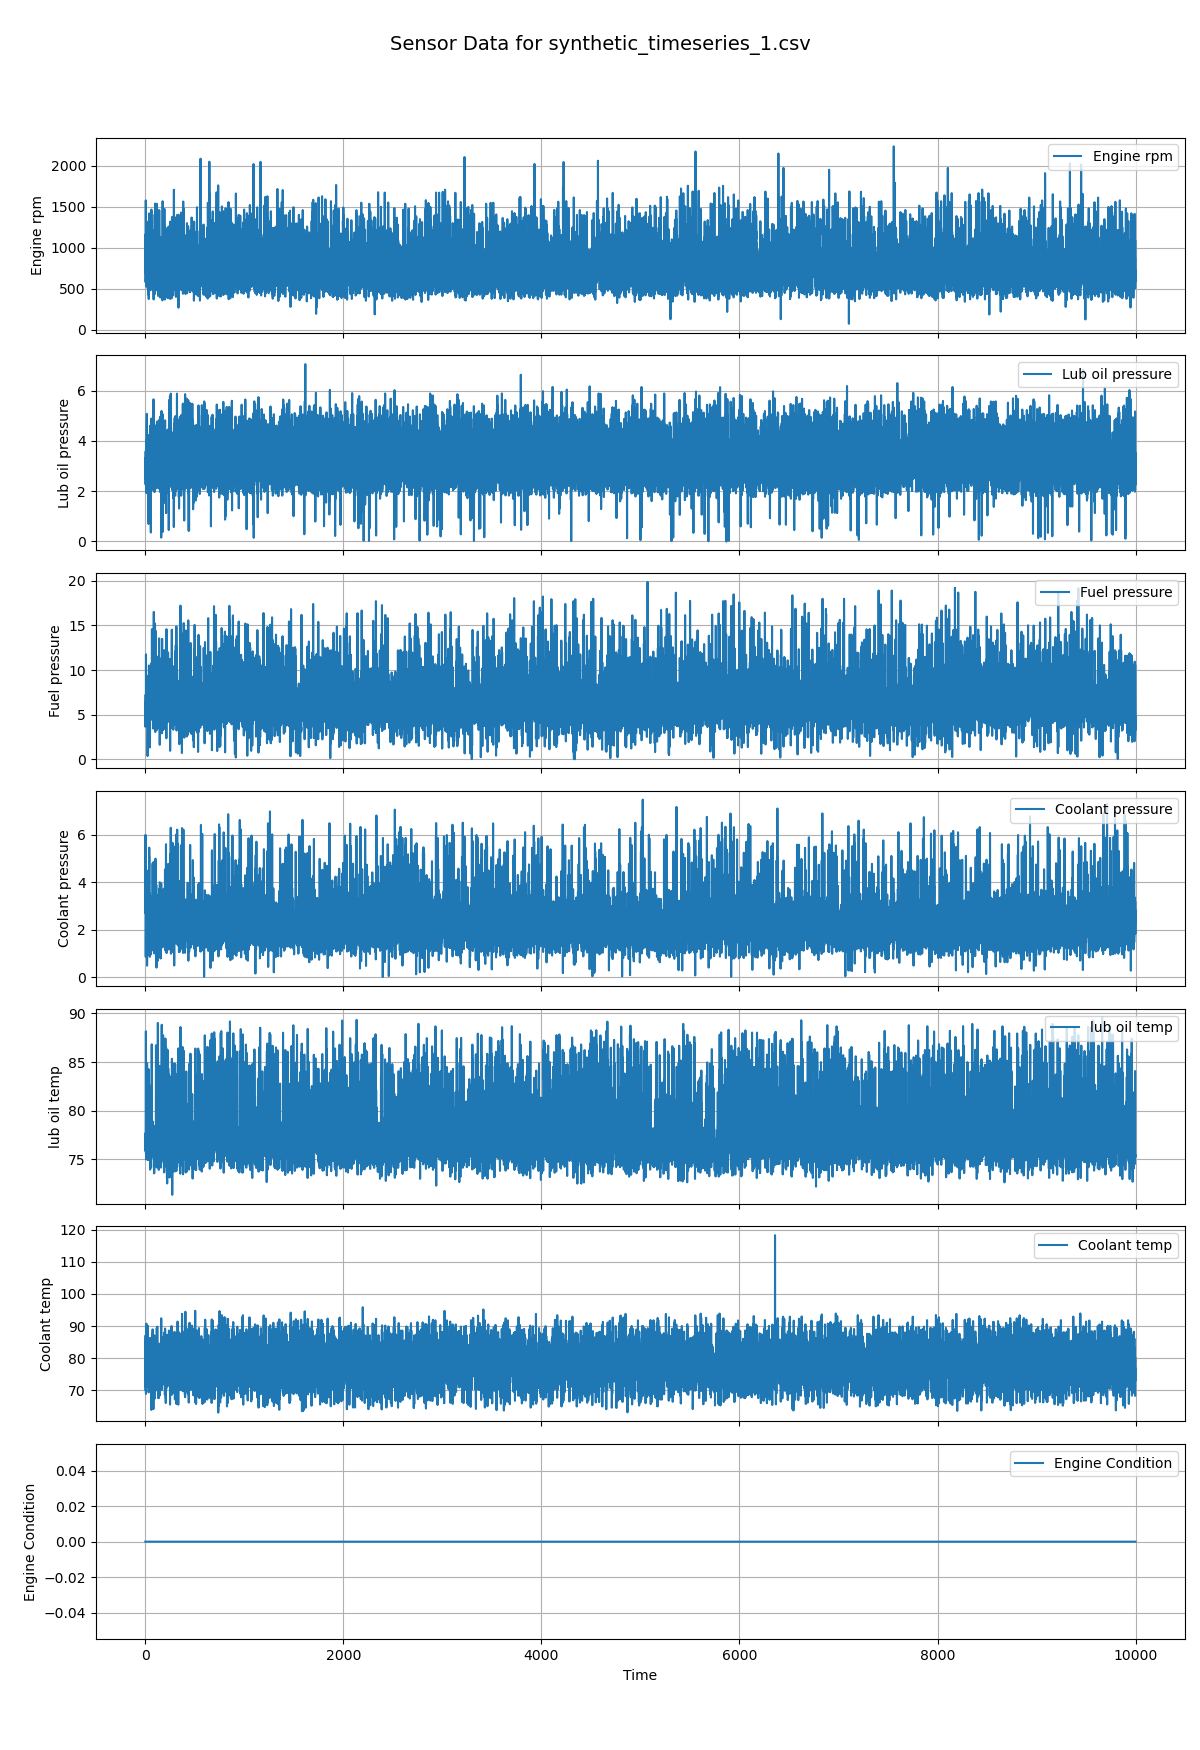 Sensor Data for synthetic_timeseries_1.csv
Engine rpm
2000
1500
1000
500
0
Engine rpm
Lub oil pressure
6
4
2
0
Lub oil pressure
Fuel pressure
20
15
10
5
0
Fuel pressure
Coolant pressure
6
4
2
0
Coolant pressure
lub oil temp
90
85
80
75
lub oil temp
Coolant temp
120
110
100
90
80
70
Coolant temp
Engine Condition
0.04
0.02
0.00
−0.02
−0.04
Engine Condition
0 2000 4000 6000 8000 10000
Time